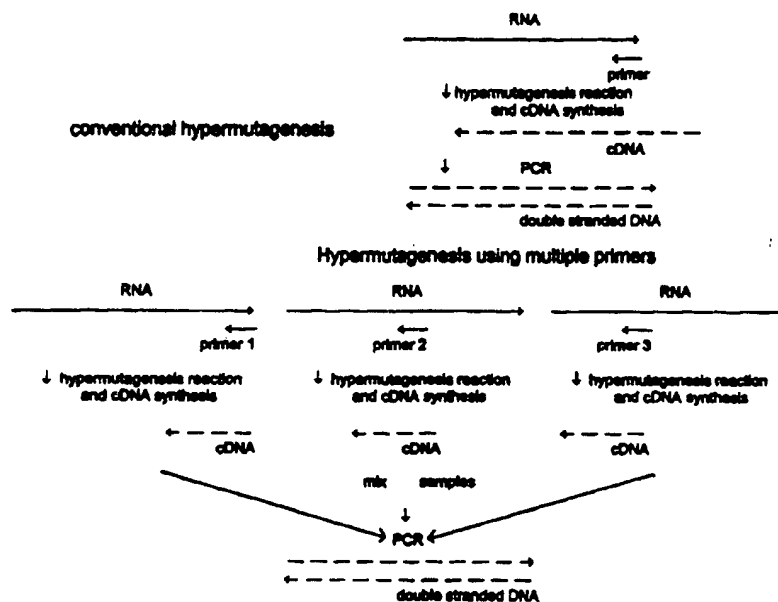 RNA
primer
hypermutagenesis reaction
and cDNA synthesis
conventional hypermutagenesis
cDNA
PCR
double stranded DNA
Hypermutagenesis using multiple primers
RNA RNA RNA
primer 1 primer 2 primer 3
hypermutagenesis reaction hypermutagenesis reaction hypermutagenesis reaction
and cDNA synthesis and cDNA synthesis and cDNA synthesis
cDNA cDNA cDNA
mix samples
PCR
double stranded DNA